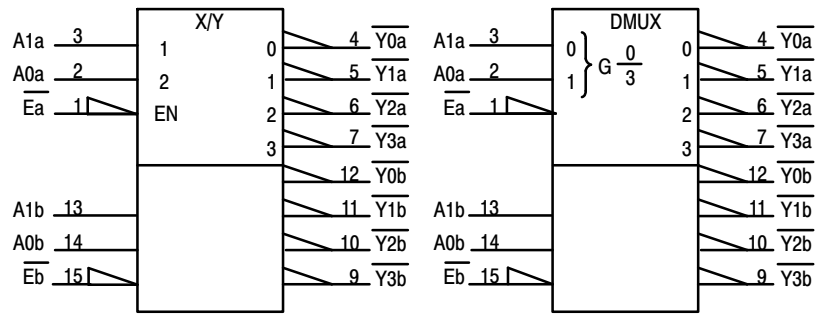 X/Y DMUX
A1a 3 1 0 4 Y0a A1a 3 0 0 4 Y0a
A0a 2 2 1 5 Y1a A0a 2 1 G 0/3 1 5 Y1a
Ea 1 EN 2 6 Y2a Ea 1 2 6 Y2a
3 7 Y3a 3 7 Y3a
12 Y0b 12 Y0b
A1b 13 11 Y1b A1b 13 11 Y1b
A0b 14 10 Y2b A0b 14 10 Y2b
Eb 15 9 Y3b Eb 15 9 Y3b